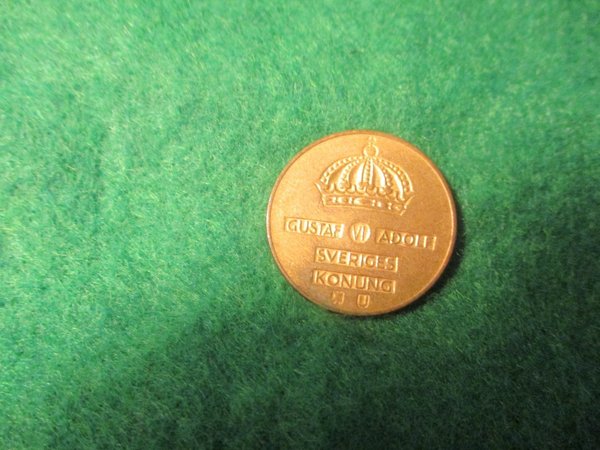 GUSTAF VI ADOLF
SVERIGES
KONUNG
U